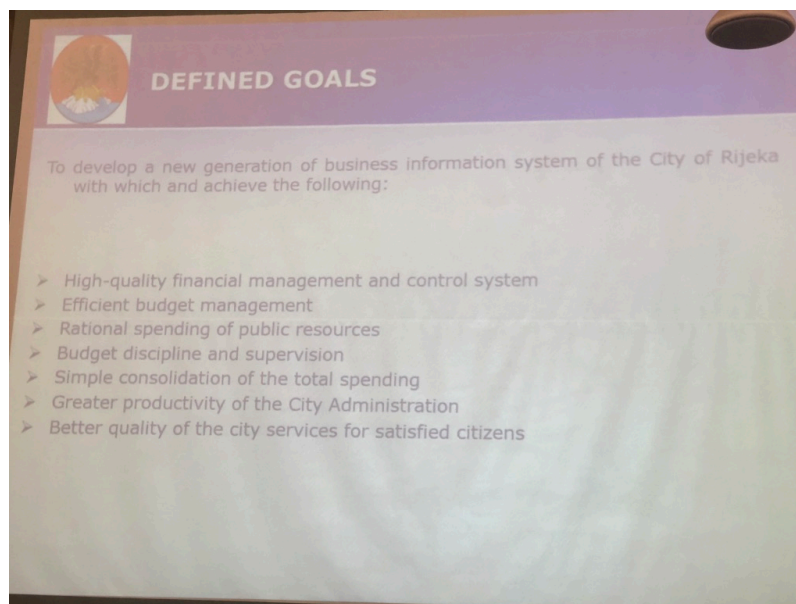 DEFINED GOALS
To develop a new generation of business information system of the City of Rijeka
with which and achieve the following:
➤ High-quality financial management and control system
➤ Efficient budget management
➤ Rational spending of public resources
➤ Budget discipline and supervision
➤ Simple consolidation of the total spending
➤ Greater productivity of the City Administration
➤ Better quality of the city services for satisfied citizens